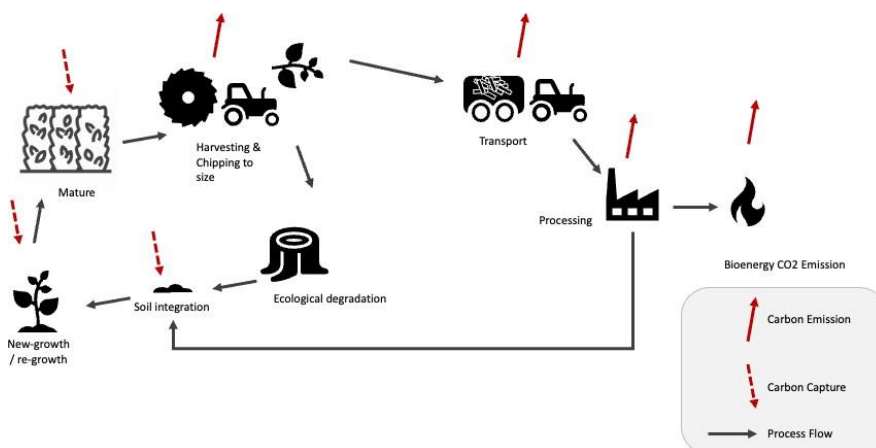 Mature
Harvesting &
Chipping to
size
Transport
Processing
Bioenergy CO2 Emission
Ecological degradation
Soil integration
New-growth
/ re-growth
Carbon Emission
Carbon Capture
Process Flow